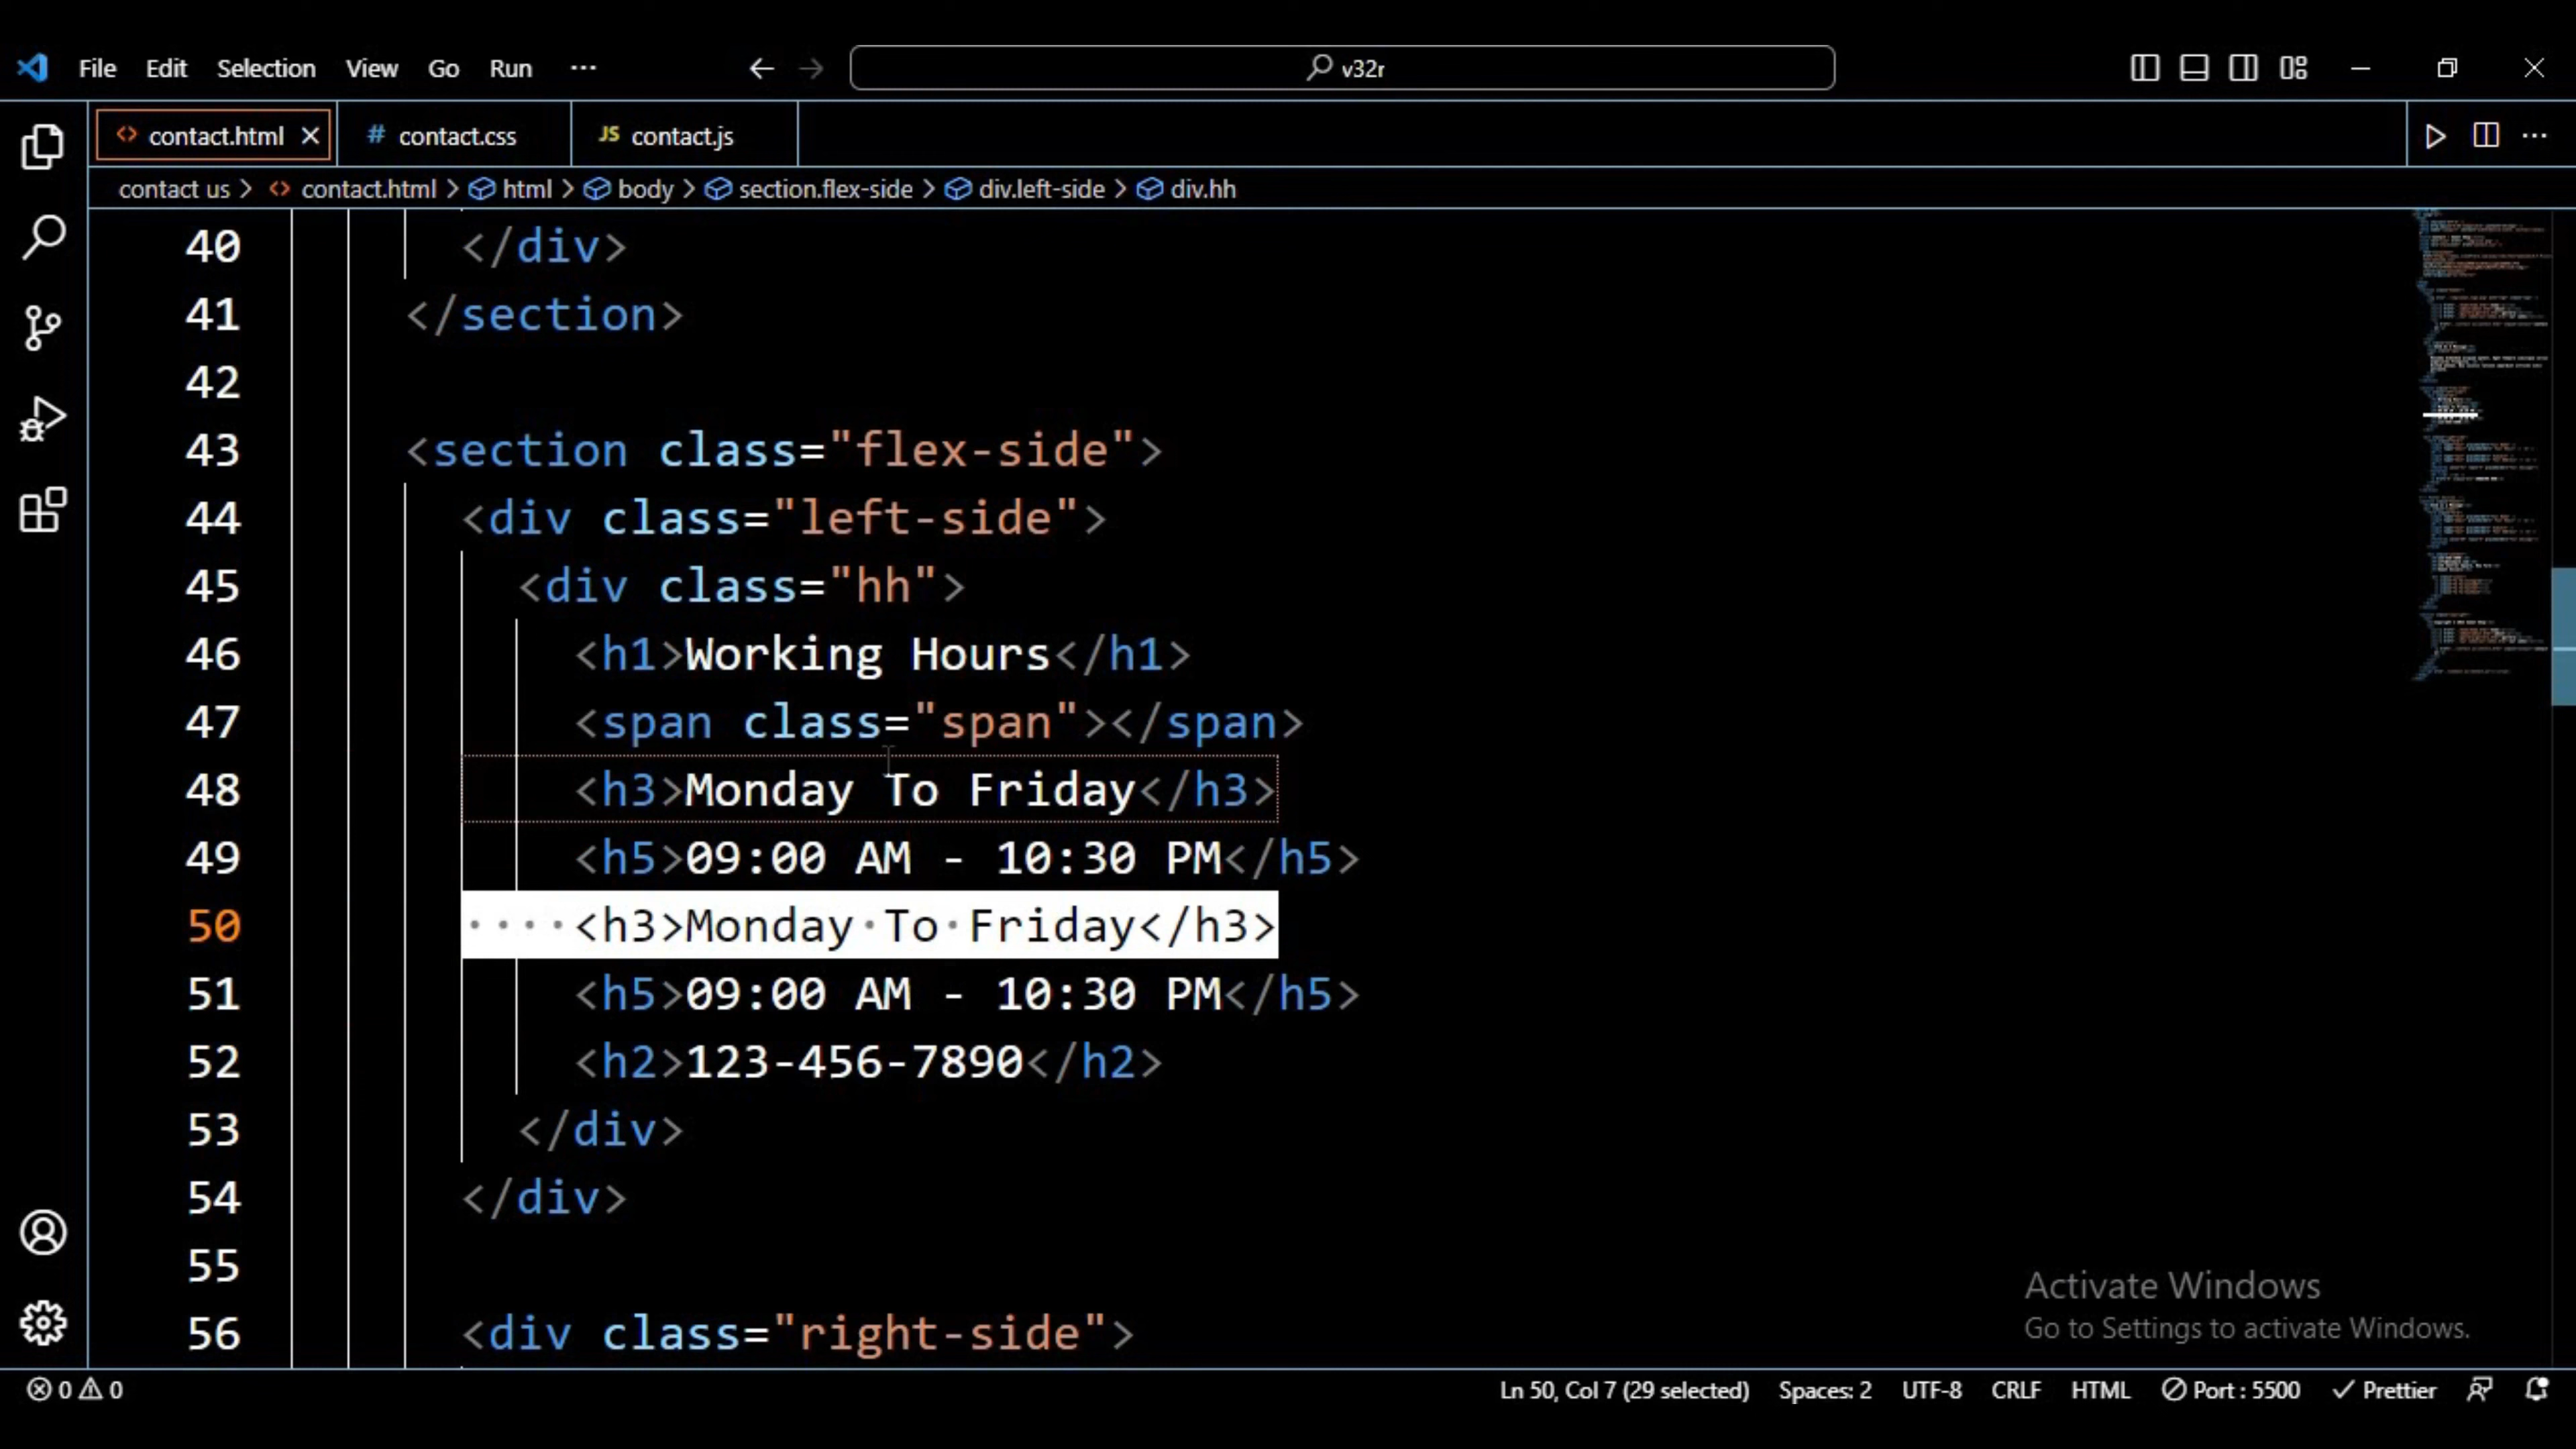 File Edit Selection View Go Run ··· v32r
contact.html contact.css JS contact.js
contact us > contact.html > html > body > section.flex-side > div.left-side > div.hh
40 </div>
41 </section>
42
43 <section class="flex-side">
44 <div class="left-side">
45 <div class="hh">
46 <h1>Working Hours</h1>
47 <span class="span"></span>
48 <h3>Monday To Friday</h3>
49 <h5>09:00 AM - 10:30 PM</h5>
50 ····<h3>Monday·To·Friday</h3>
51 <h5>09:00 AM - 10:30 PM</h5>
52 <h2>123-456-7890</h2>
53 </div>
54 </div>
55
56 <div class="right-side">
Activate Windows
Go to Settings to activate Windows.
0 0 Ln 50, Col 7 (29 selected) Spaces: 2 UTF-8 CRLF HTML Port : 5500 Prettier